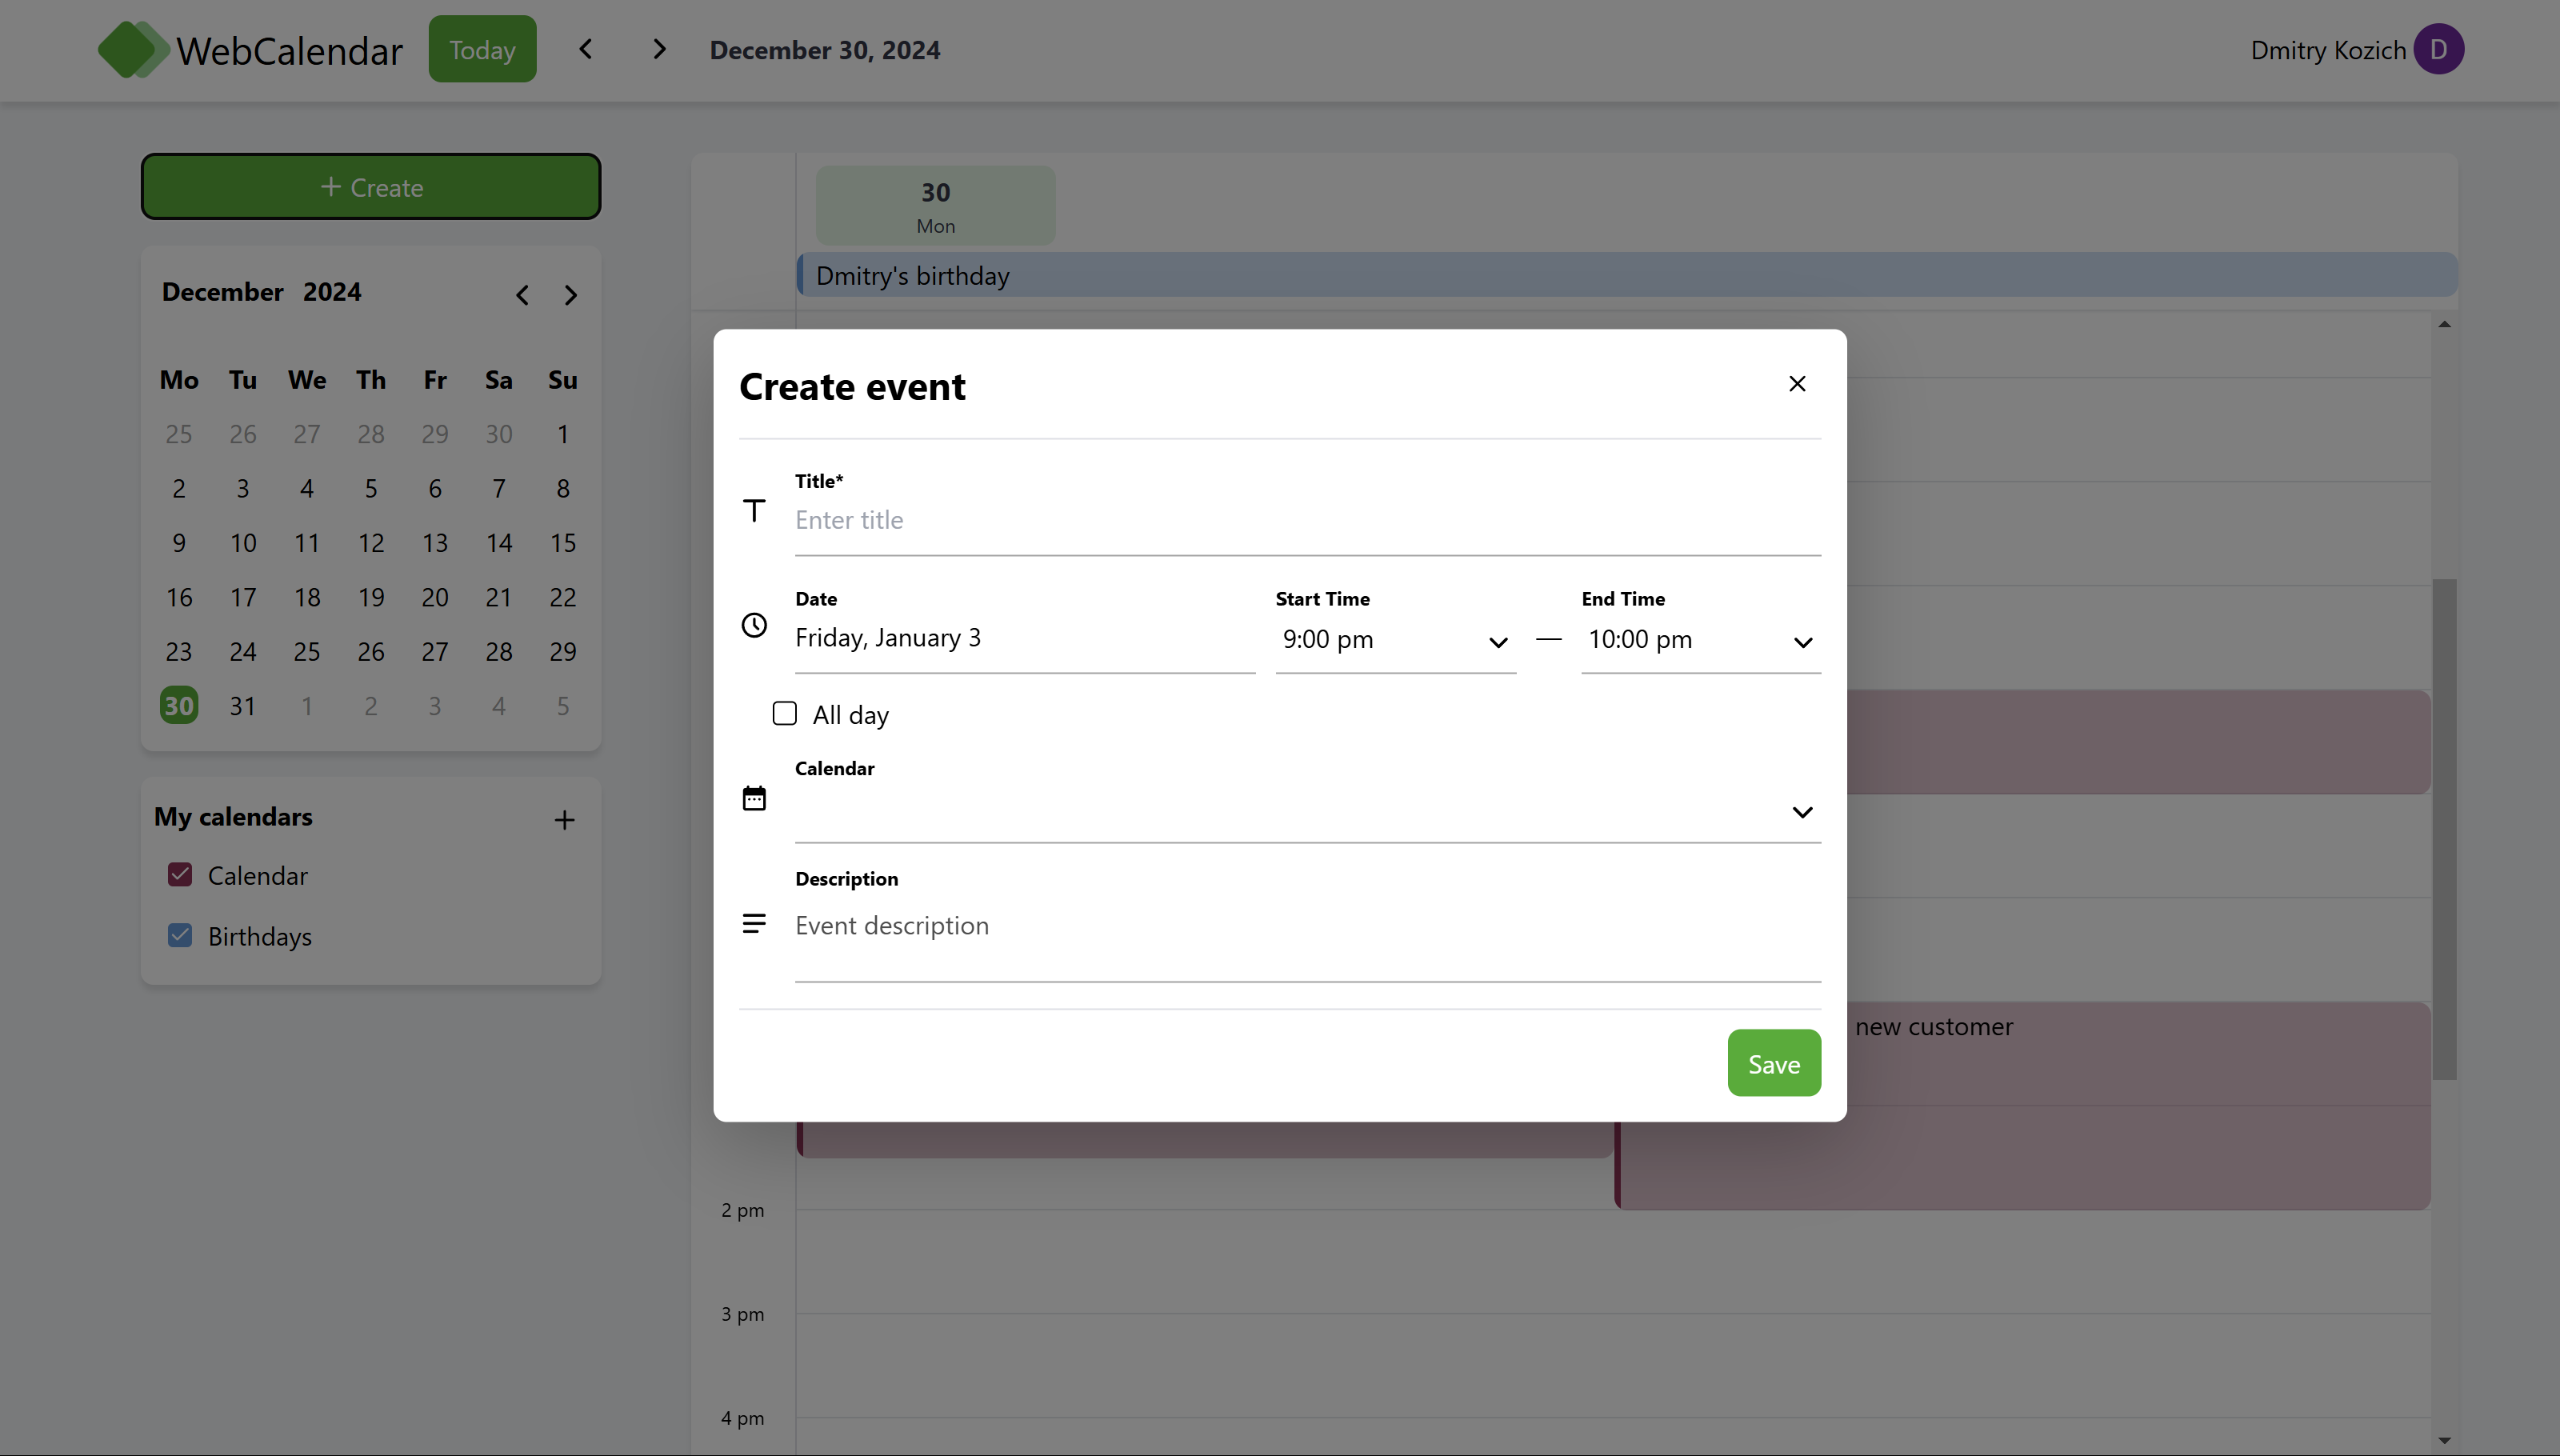 WebCalendar
Today
December 30, 2024
Dmitry Kozich
D
+ Create
December 2024
Mo Tu We Th Fr Sa Su
25 26 27 28 29 30 1
2 3 4 5 6 7 8
9 10 11 12 13 14 15
16 17 18 19 20 21 22
23 24 25 26 27 28 29
30 31 1 2 3 4 5
My calendars +
Calendar
Birthdays
30
Mon
Dmitry's birthday
Create event
Title*
Enter title
Date Start Time End Time
Friday, January 3 9:00 pm — 10:00 pm
All day
Calendar
Description
Event description
Save
new customer
2 pm
3 pm
4 pm